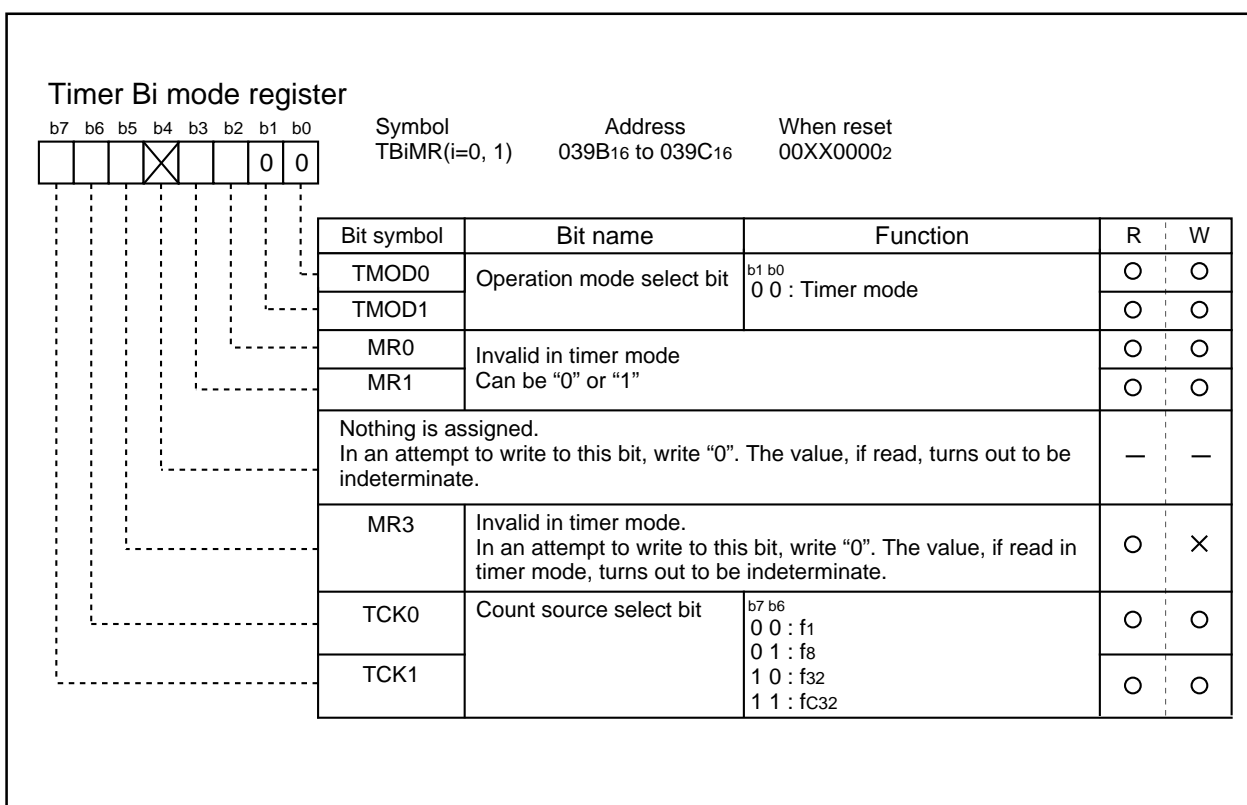 Timer Bi mode register
b7 b6 b5 b4 b3 b2 b1 b0
0 0
Symbol Address When reset
TBiMR(i=0, 1) 039B16 to 039C16 00XX00002
Bit symbol Bit name Function R W
TMOD0 Operation mode select bit b1 b0
0 0 : Timer mode
TMOD1
MR0 Invalid in timer mode
MR1 Can be “0” or “1”
Nothing is assigned.
In an attempt to write to this bit, write “0”. The value, if read, turns out to be
indeterminate.
MR3 Invalid in timer mode.
In an attempt to write to this bit, write “0”. The value, if read in
timer mode, turns out to be indeterminate.
TCK0 Count source select bit b7 b6
0 0 : f1
0 1 : f8
TCK1 1 0 : f32
1 1 : fC32